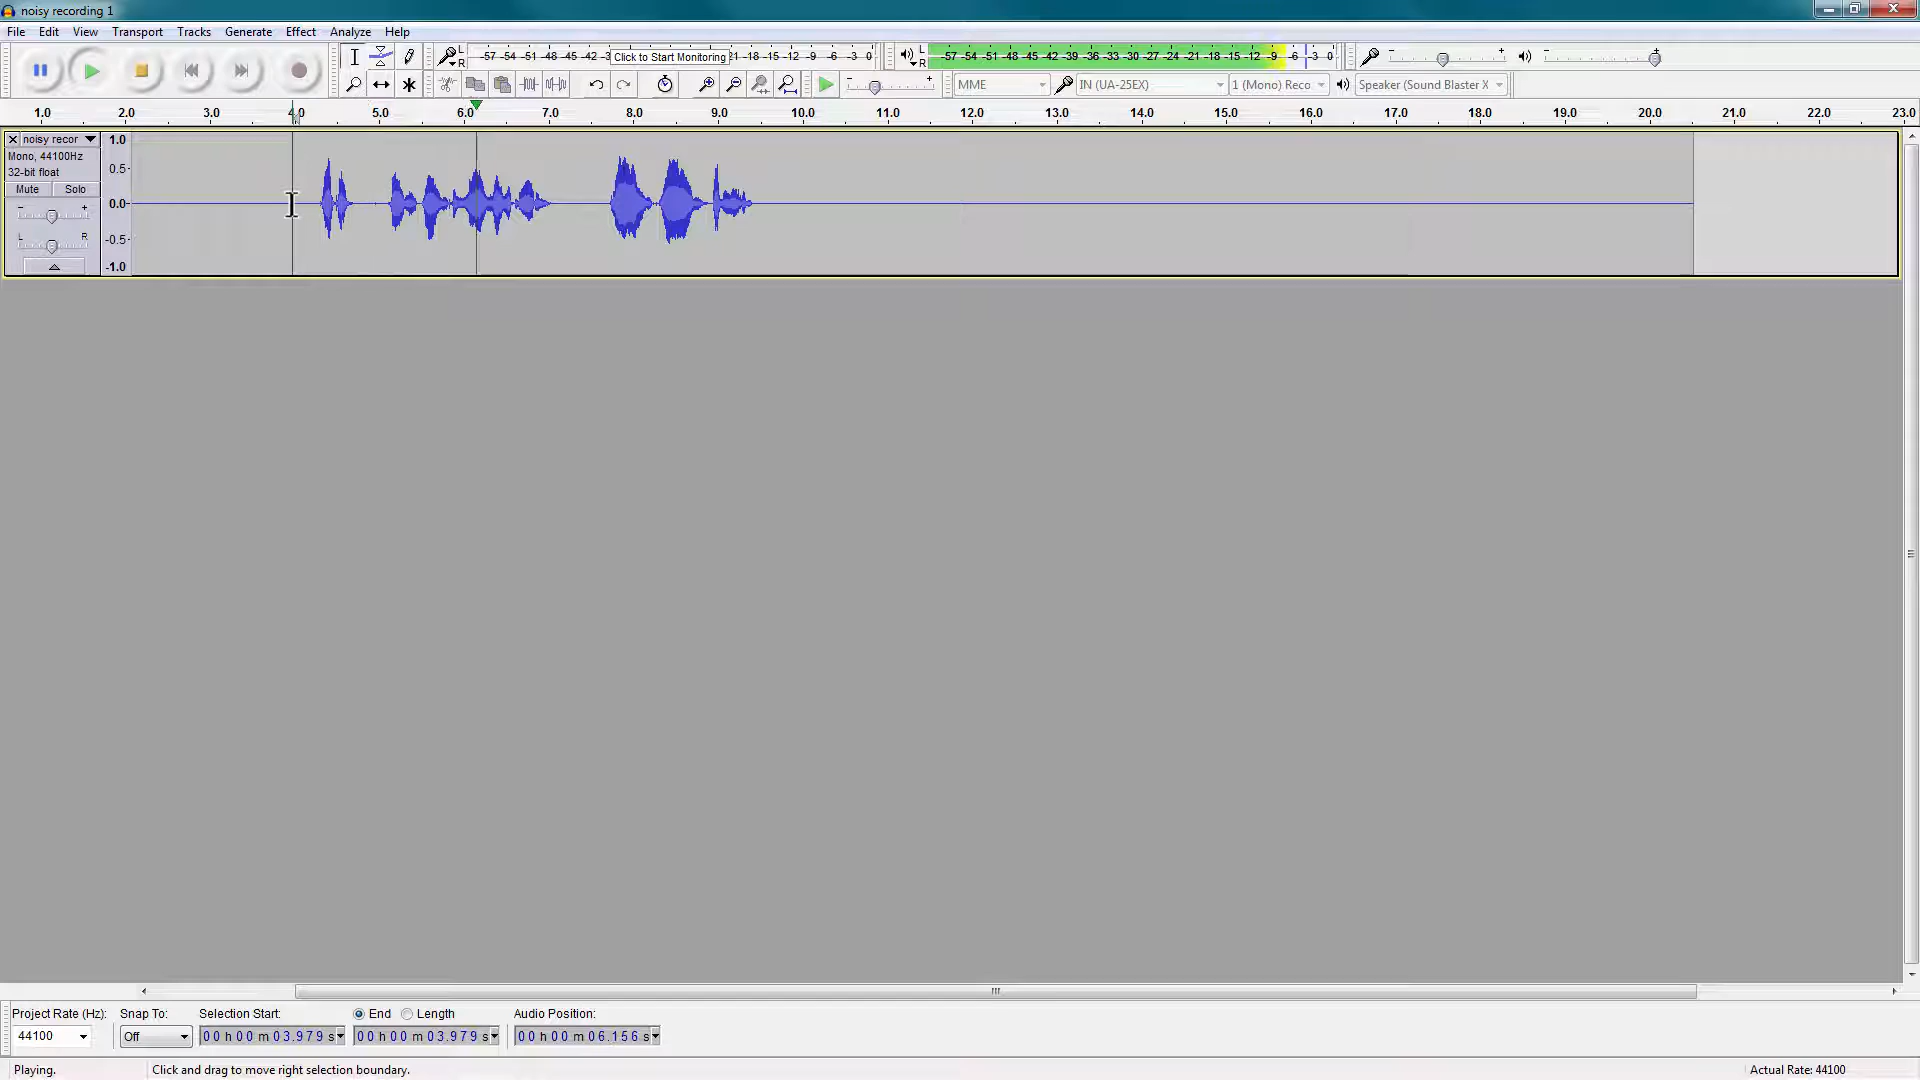 noisy recording 1
File Edit View Transport Tracks Generate Effect Analyze Help
L R -57 -54 -51 -48 -45 -42 -3 Click to Start Monitoring 21 -18 -15 -12 -9 -6 -3 0 L R -57 -54 -51 -48 -45 -42 -39 -36 -33 -30 -27 -24 -21 -18 -15 -12 -9 -6 -3 0
MME IN (UA-25EX) 1 (Mono) Reco Speaker (Sound Blaster X
1.0 2.0 3.0 4.0 5.0 6.0 7.0 8.0 9.0 10.0 11.0 12.0 13.0 14.0 15.0 16.0 17.0 18.0 19.0 20.0 21.0 22.0 23.0
noisy recor 1.0
Mono, 44100Hz
32-bit float 0.5
Mute Solo
0.0
L R -0.5
-1.0
Project Rate (Hz): Snap To: Selection Start: End Length Audio Position:
44100 Off 00 h 00 m 03.979 s 00 h 00 m 03.979 s 00 h 00 m 06.156 s
Playing. Click and drag to move right selection boundary. Actual Rate: 44100